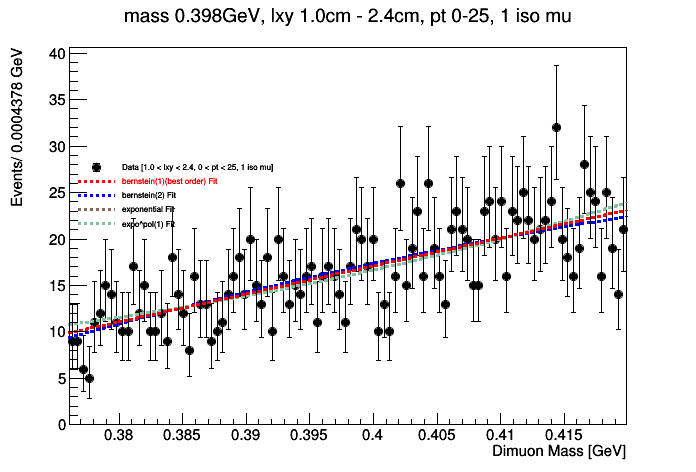 mass 0.398GeV, lxy 1.0cm - 2.4cm, pt 0-25, 1 iso mu
Events/ 0.0004378 GeV
40
35
30
25
20
15
10
5
0
Data [1.0 < lxy < 2.4, 0 < pt < 25, 1 iso mu]
bernstein(1)(best order) Fit
bernstein(2) Fit
exponential Fit
expo*pol(1) Fit
0.38 0.385 0.39 0.395 0.4 0.405 0.41 0.415
Dimuon Mass [GeV]